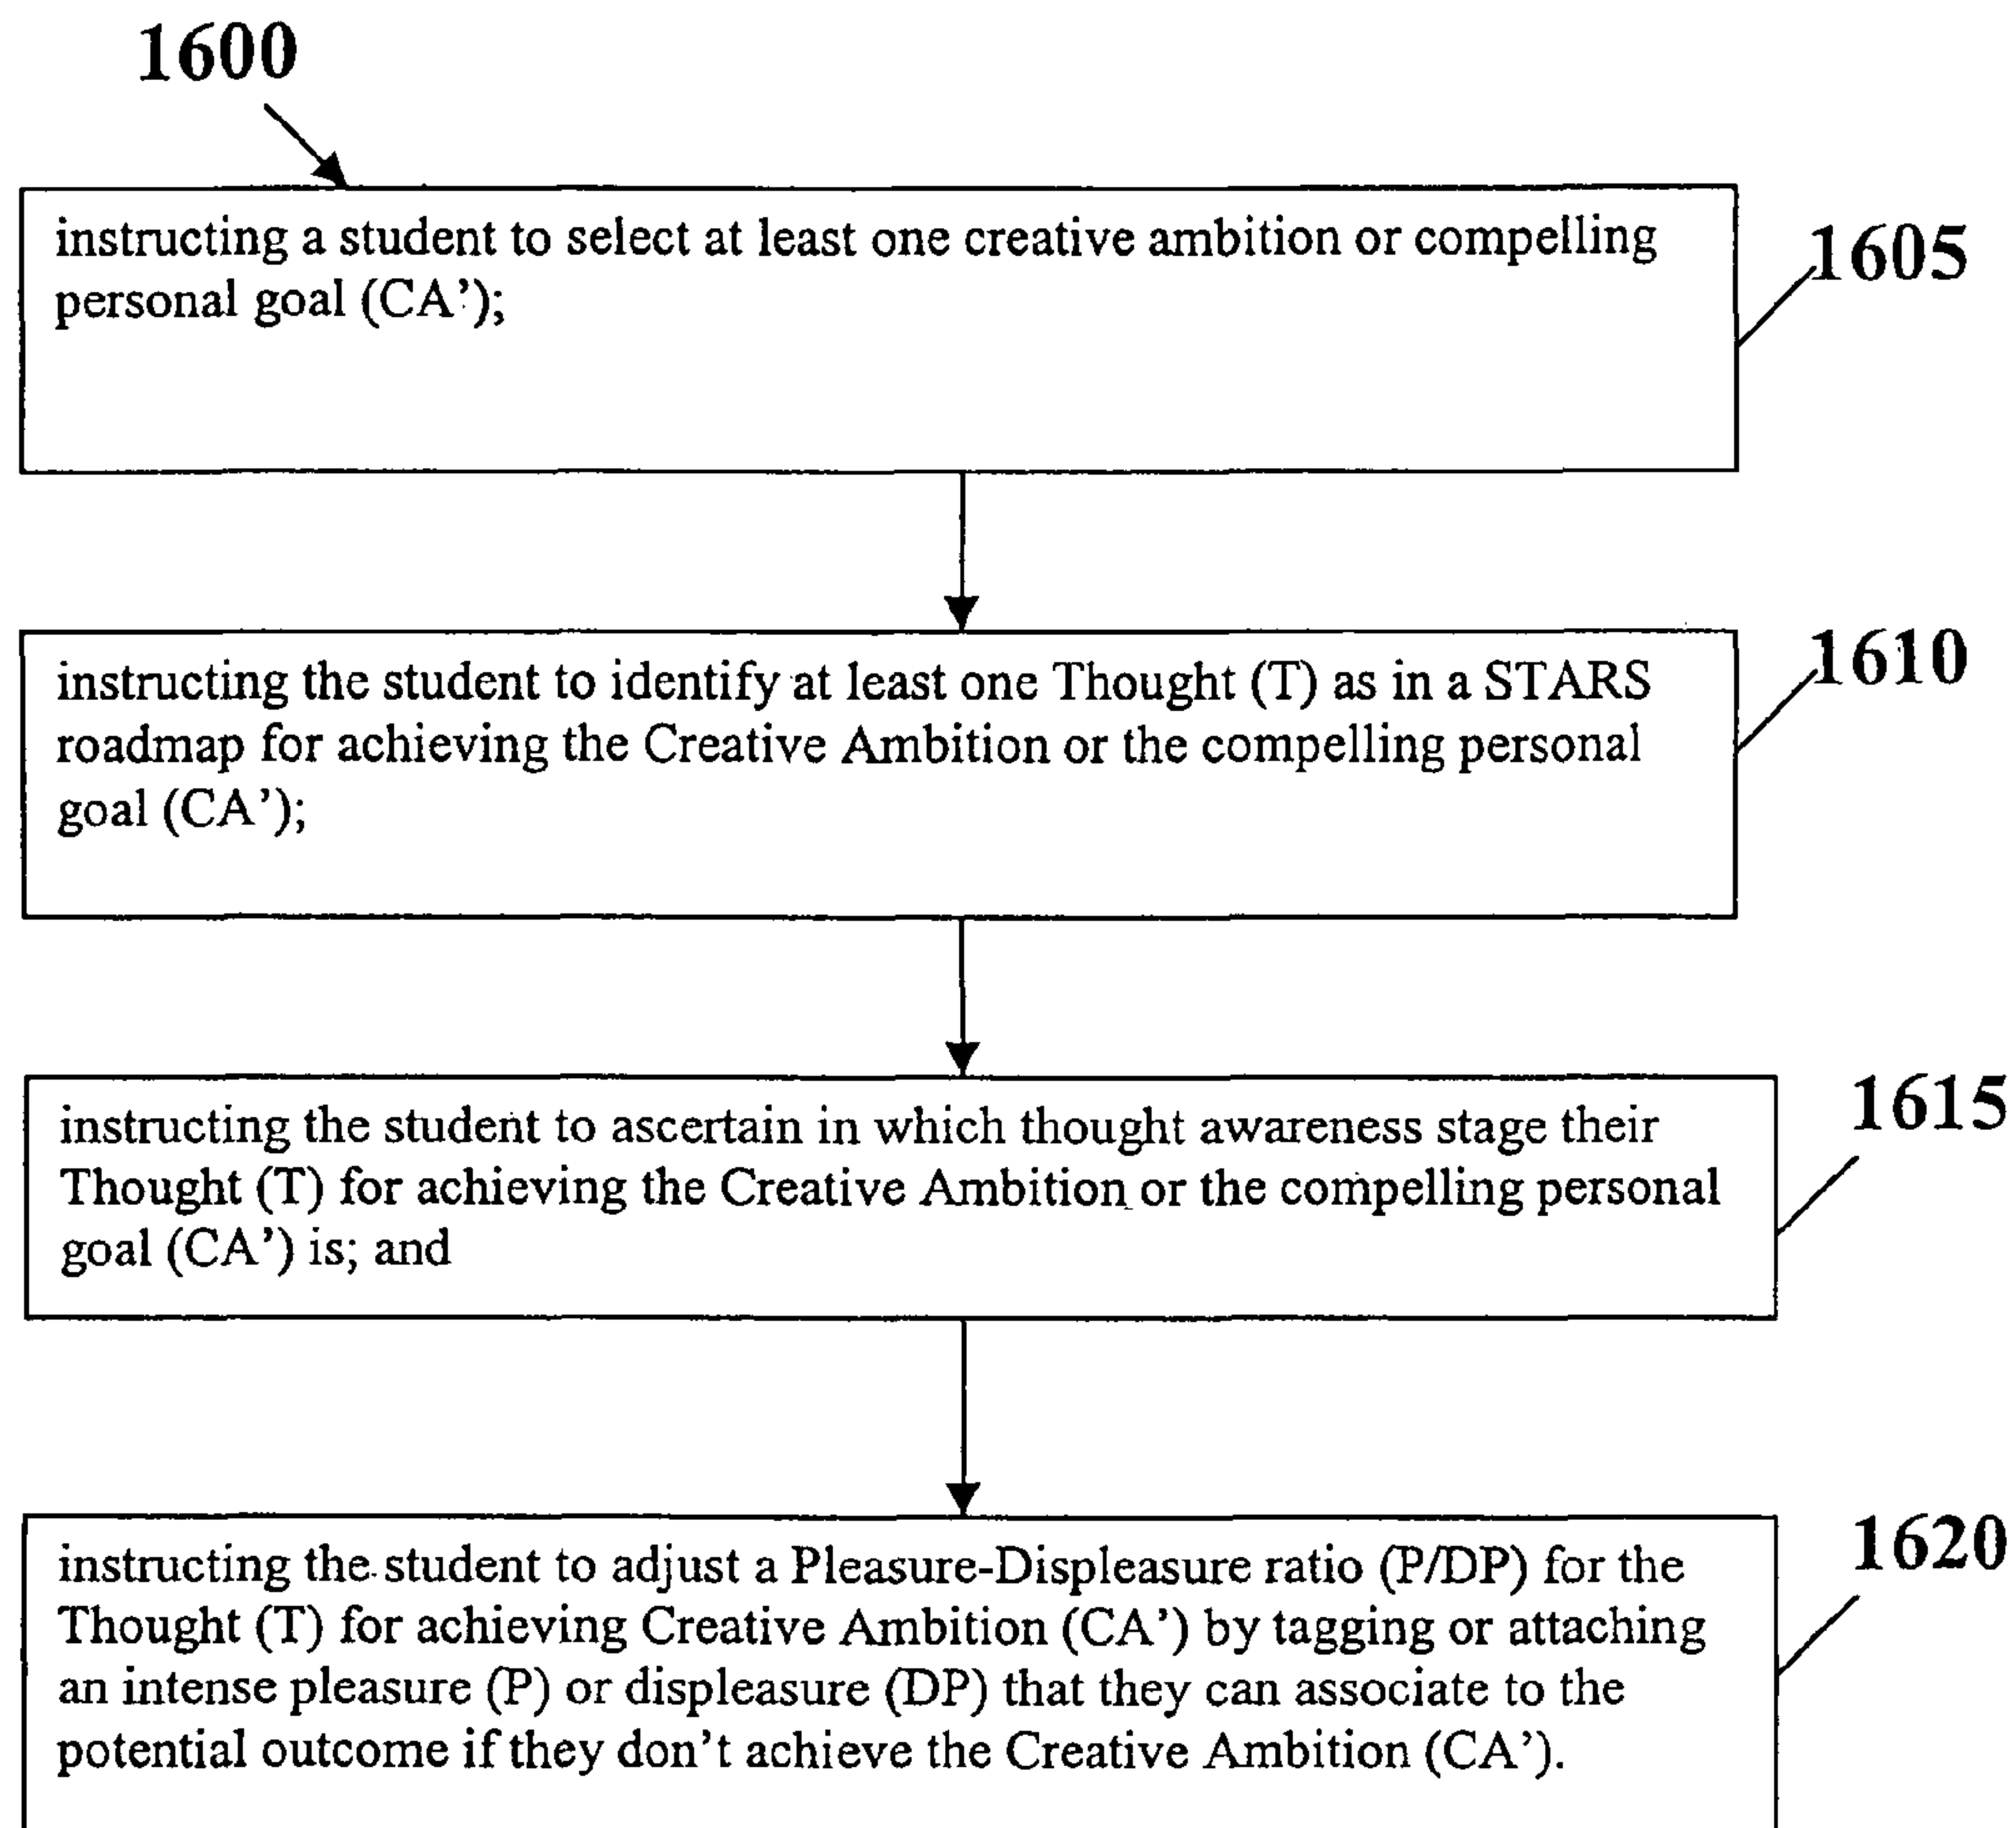 1600
instructing a student to select at least one creative ambition or compelling
personal goal (CA’);
1605
instructing the student to identify at least one Thought (T) as in a STARS
roadmap for achieving the Creative Ambition or the compelling personal
goal (CA’);
1610
instructing the student to ascertain in which thought awareness stage their
Thought (T) for achieving the Creative Ambition or the compelling personal
goal (CA’) is; and
1615
instructing the student to adjust a Pleasure-Displeasure ratio (P/DP) for the
Thought (T) for achieving Creative Ambition (CA’) by tagging or attaching
an intense pleasure (P) or displeasure (DP) that they can associate to the
potential outcome if they don’t achieve the Creative Ambition (CA’).
1620